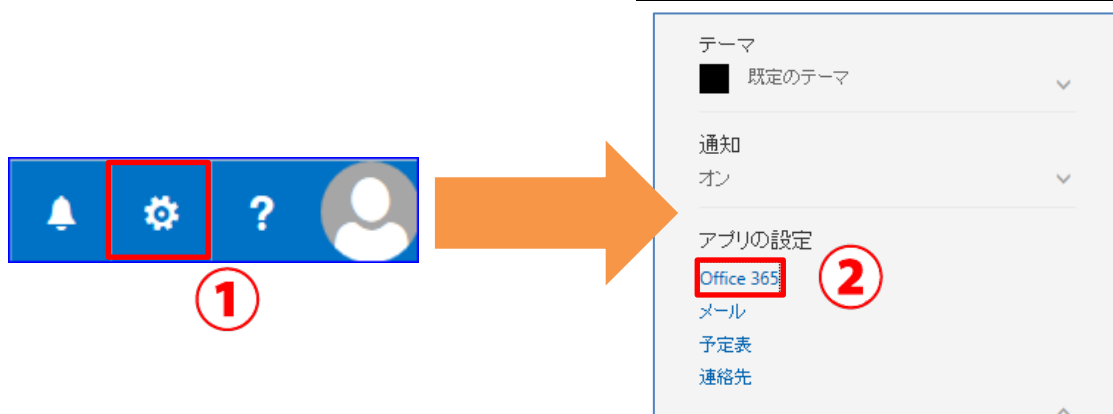 ?
①
テーマ
既定のテーマ
通知
オン
アプリの設定
Office 365
②
メール
予定表
連絡先